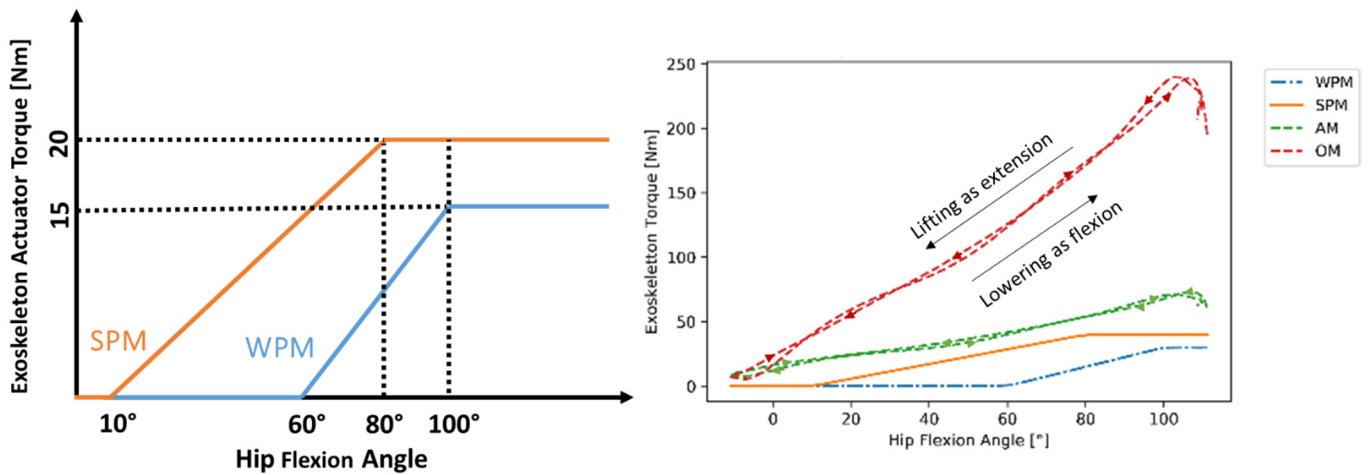 Exoskeleton Actuator Torque [Nm]
20
15
SPM
WPM
10°
60°
80°
100°
Hip Flexion Angle
Exoskeletton Torque [Nm]
250
200
150
100
50
0
Lifting as extension
Lowering as flexion
0
20
40
60
80
100
Hip Flexion Angle [°]
WPM
SPM
AM
OM